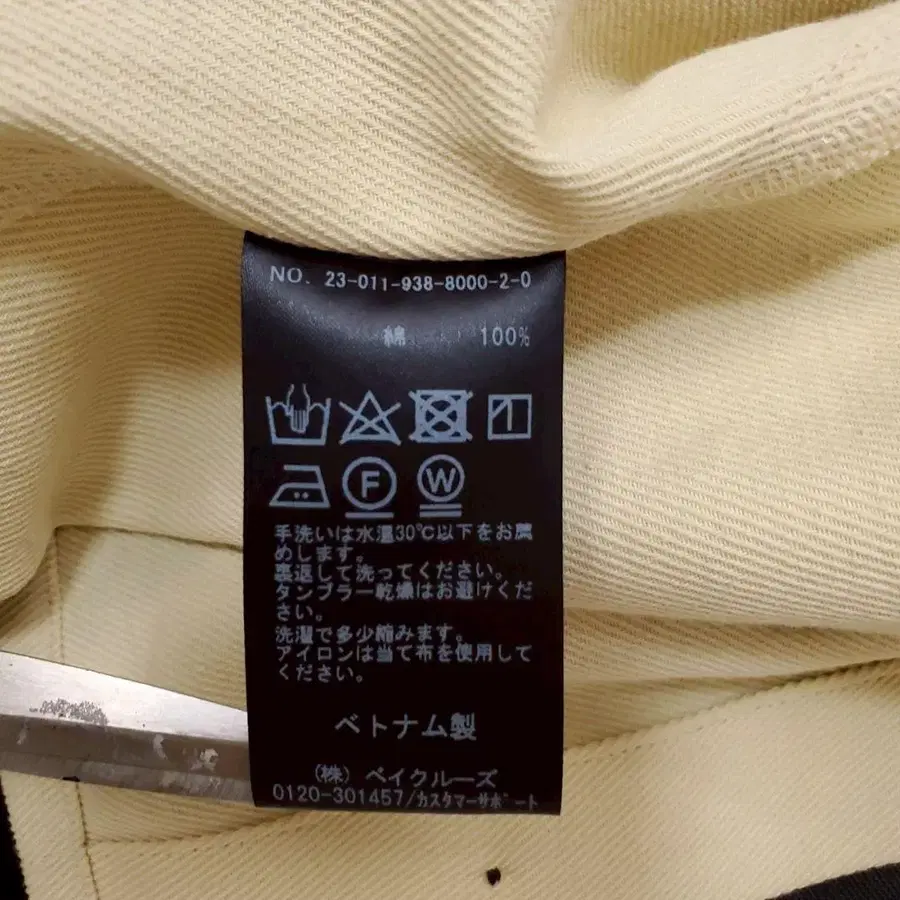 NO. 23-011-938-8000-2-0
綿 100%
F W
手洗いは水温30℃以下をお薦
めします。
裏返して洗ってください。
タンブラー乾燥はお避けくだ
さい。
洗濯で多少縮みます。
アイロンは当て布を使用して
ください。
ベトナム製
(株) ベイクルーズ
0120-301457/カスタマーサポート